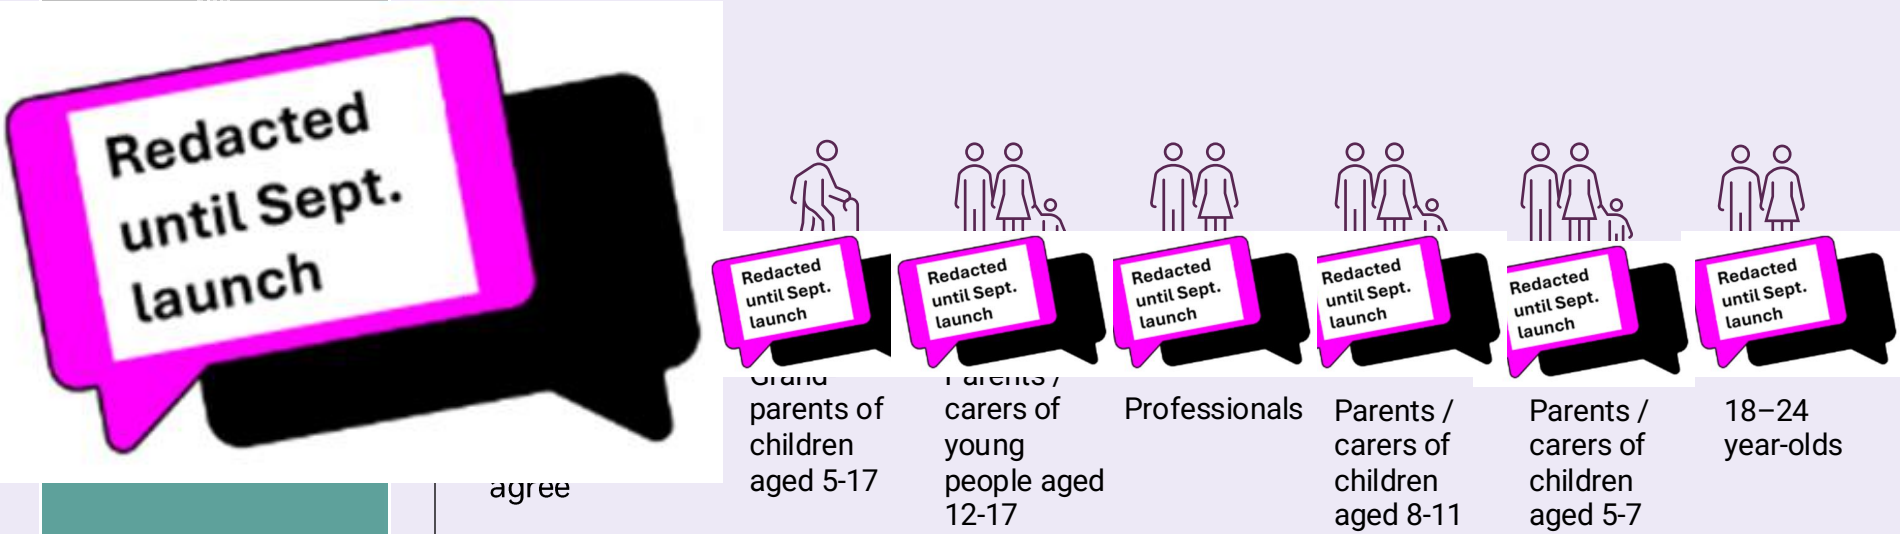 Redacted
until Sept.
launch
agree
Redacted
until Sept.
launch
Grand
parents of
children
aged 5-17
Redacted
until Sept.
launch
Parents /
carers of
young
people aged
12-17
Redacted
until Sept.
launch
Professionals
Redacted
until Sept.
launch
Parents /
carers of
children
aged 8-11
Redacted
until Sept.
launch
Parents /
carers of
children
aged 5-7
Redacted
until Sept.
launch
18–24
year-olds